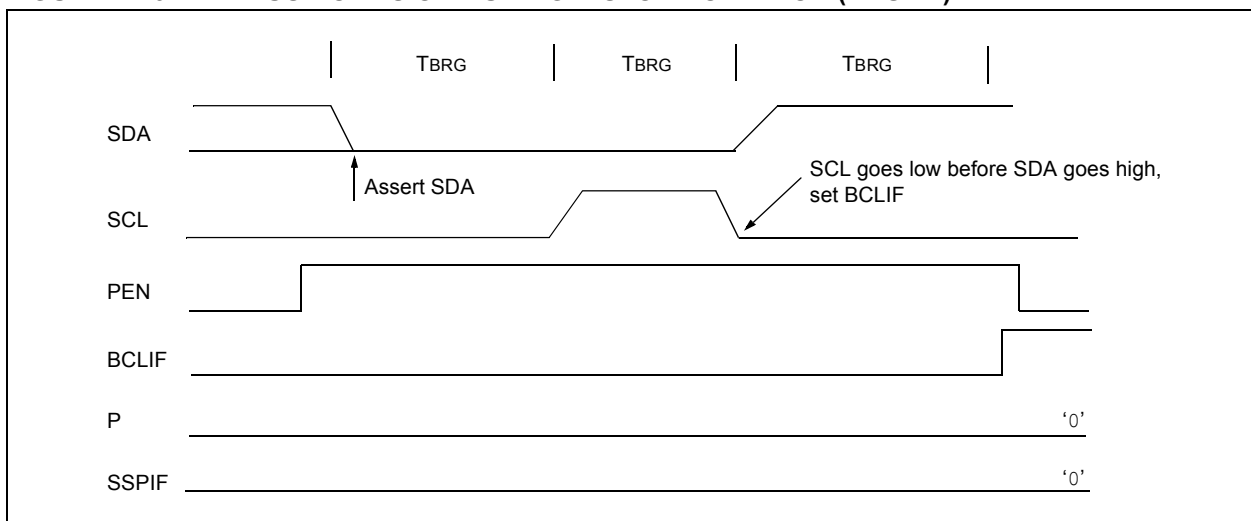 TBRG TBRG TBRG
SDA
Assert SDA
SCL goes low before SDA goes high,
set BCLIF
SCL
PEN
BCLIF
P
‘0’
SSPIF
‘0’